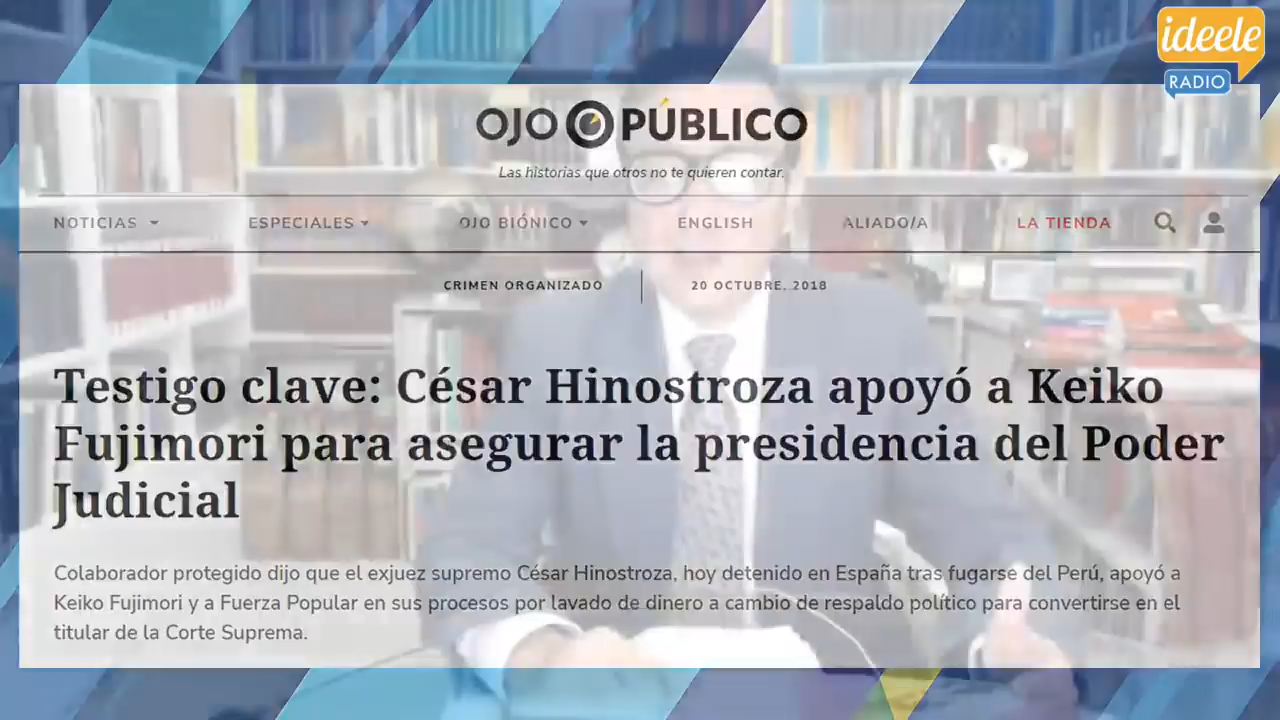 ideele
RADIO
OJO PÚBLICO
Las historias que otros no te quieren contar.
NOTICIAS ESPECIALES OJO BIÓNICO ENGLISH ALIADO/A LA TIENDA
CRIMEN ORGANIZADO 20 OCTUBRE, 2018
Testigo clave: César Hinostroza apoyó a Keiko
Fujimori para asegurar la presidencia del Poder
Judicial
Colaborador protegido dijo que el exjuez supremo César Hinostroza, hoy detenido en España tras fugarse del Perú, apoyó a
Keiko Fujimori y a Fuerza Popular en sus procesos por lavado de dinero a cambio de respaldo político para convertirse en el
titular de la Corte Suprema.